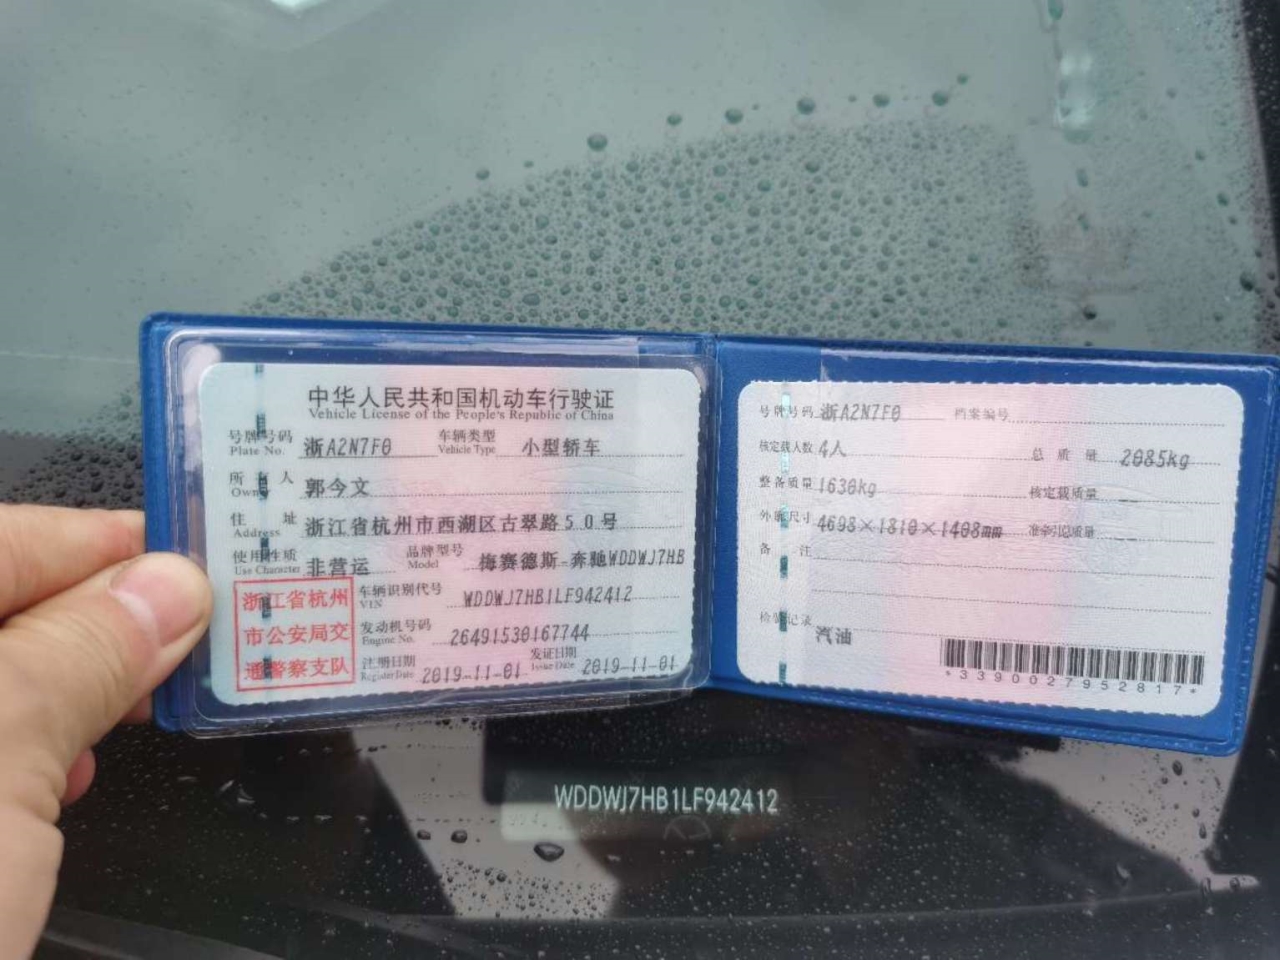 中华人民共和国机动车行驶证
Vehicle License of the People's Republic of China
号牌号码 Plate No. 浙A2N7F0 车辆类型 Vehicle Type 小型轿车
所有人 Owner 郭今文
住址 Address 浙江省杭州市西湖区古翠路50号
使用性质 Use Character 非营运 品牌型号 Model 梅赛德斯-奔驰WDDWJ7HB
浙江省杭州
市公安局交
通警察支队
车辆识别代号 VIN WDDWJ7HB1LF942412
发动机号码 Engine No. 26491530167744
注册日期 Register Date 2019-11-01 发证日期 Issue Date 2019-11-01
号牌号码 浙A2N7F0 档案编号
核定载人数 4人 总质量 2085kg
整备质量 1630kg 核定载质量
外廓尺寸 4698×1810×1408mm 准牵引总质量
备注
检验记录 汽油
*3390027952817*
WDDWJ7HB1LF942412